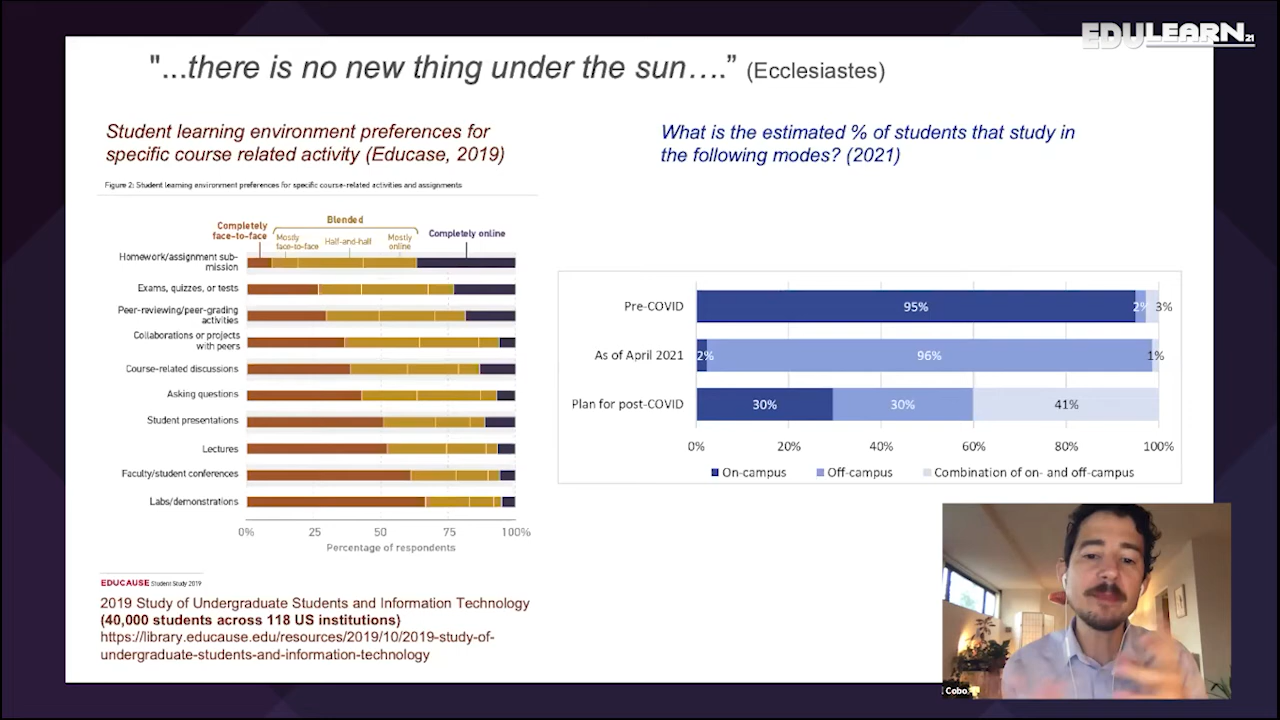 EDULEARN21
"...there is no new thing under the sun…." (Ecclesiastes)
Student learning environment preferences for
specific course related activity (Educase, 2019)
Figure 2: Student learning environment preferences for specific course-related activities and assignments
Completely
face-to-face
Blended
Mostly
face-to-face
Half-and-half
Mostly
online
Completely online
Homework/assignment sub-
mission
Exams, quizzes, or tests
Peer-reviewing/peer-grading
activities
Collaborations or projects
with peers
Course-related discussions
Asking questions
Student presentations
Lectures
Faculty/student conferences
Labs/demonstrations
0% 25 50 75 100%
Percentage of respondents
EDUCAUSE Student Study 2019
2019 Study of Undergraduate Students and Information Technology
(40,000 students across 118 US institutions)
https://library.educause.edu/resources/2019/10/2019-study-of-
undergraduate-students-and-information-technology
What is the estimated % of students that study in
the following modes? (2021)
Pre-COVID 95% 2% 3%
As of April 2021 2% 96% 1%
Plan for post-COVID 30% 30% 41%
0% 20% 40% 60% 80% 100%
On-campus Off-campus Combination of on- and off-campus
Cobo